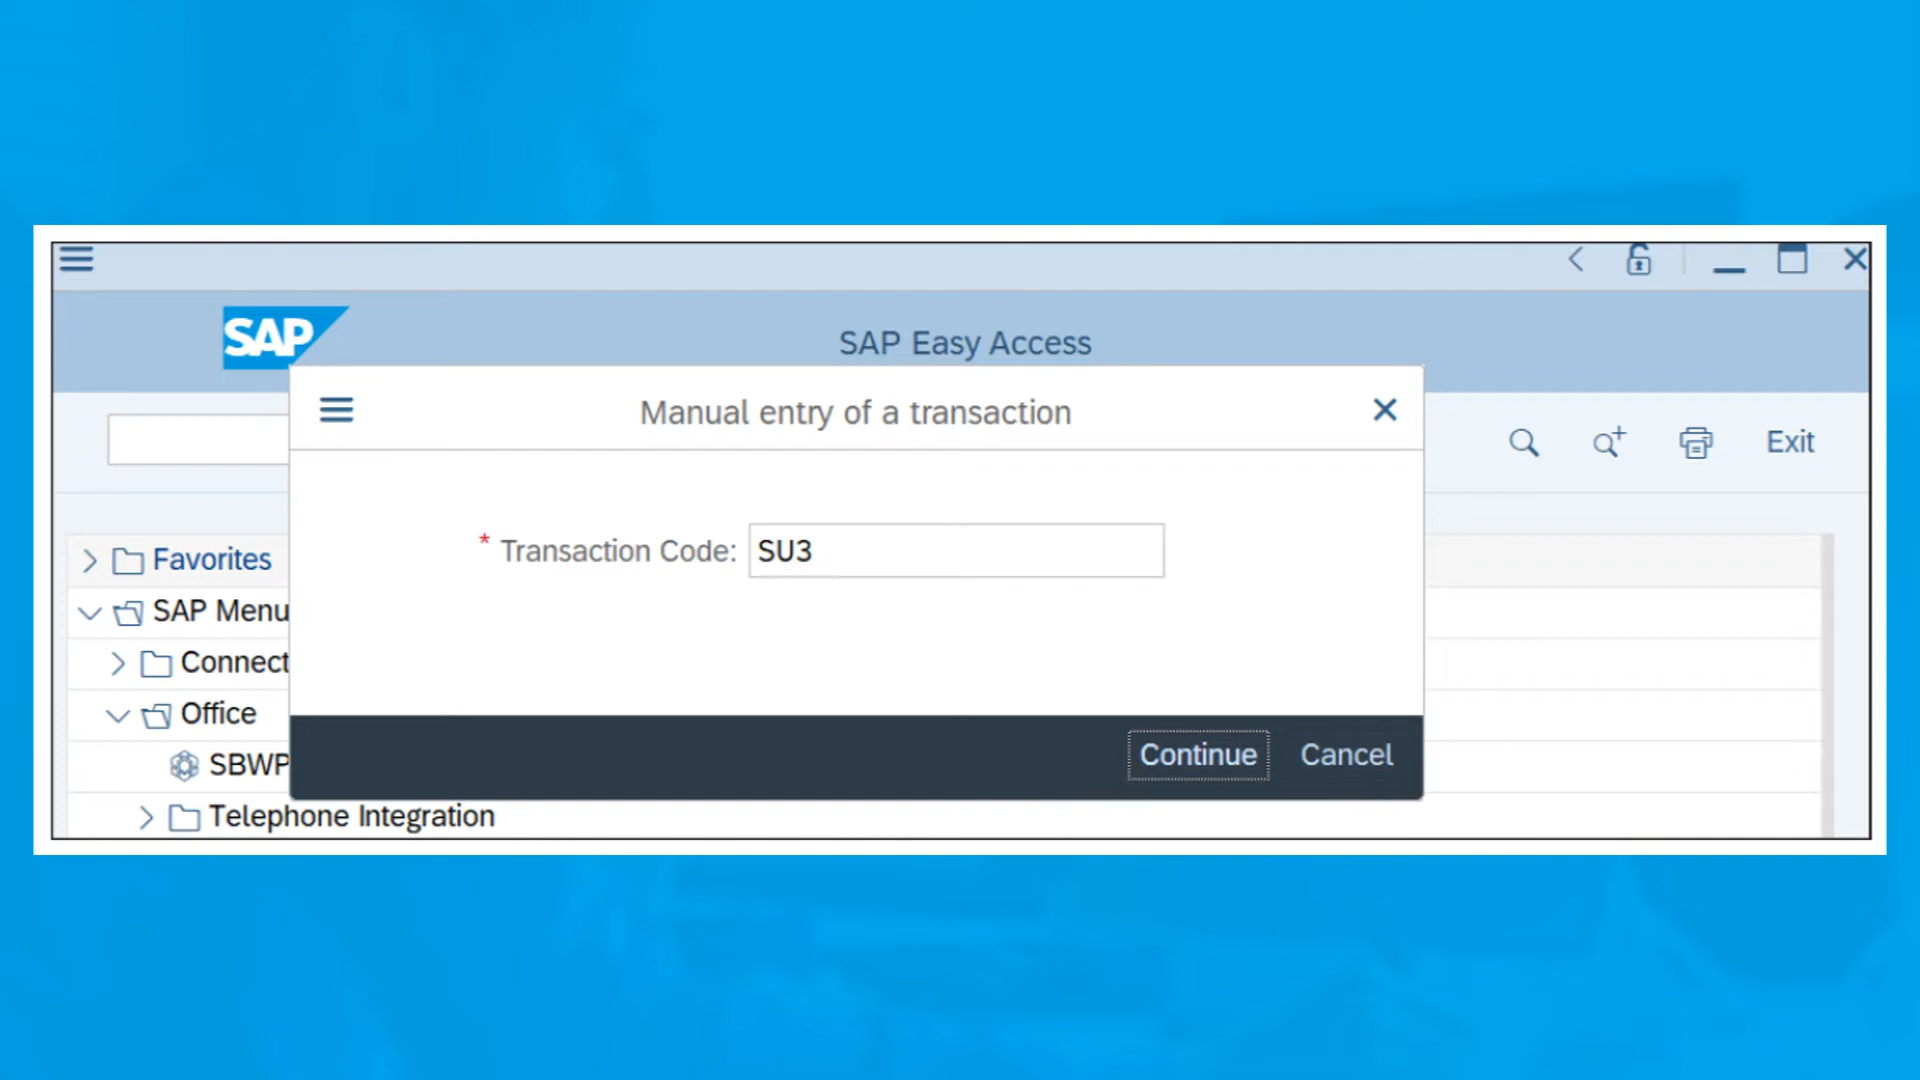 SAP
SAP Easy Access
Manual entry of a transaction
Exit
* Transaction Code: SU3
Favorites
SAP Menu
Connect
Office
SBWP
Continue Cancel
Telephone Integration